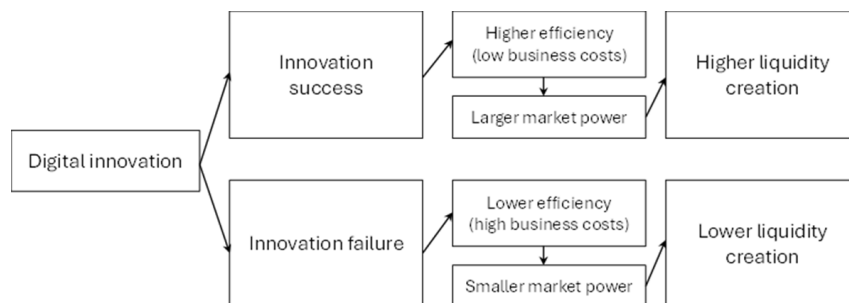 Digital innovation
Innovation
success
Higher efficiency
(low business costs)
Larger market power
Higher liquidity
creation
Innovation failure
Lower efficiency
(high business costs)
Smaller market power
Lower liquidity
creation